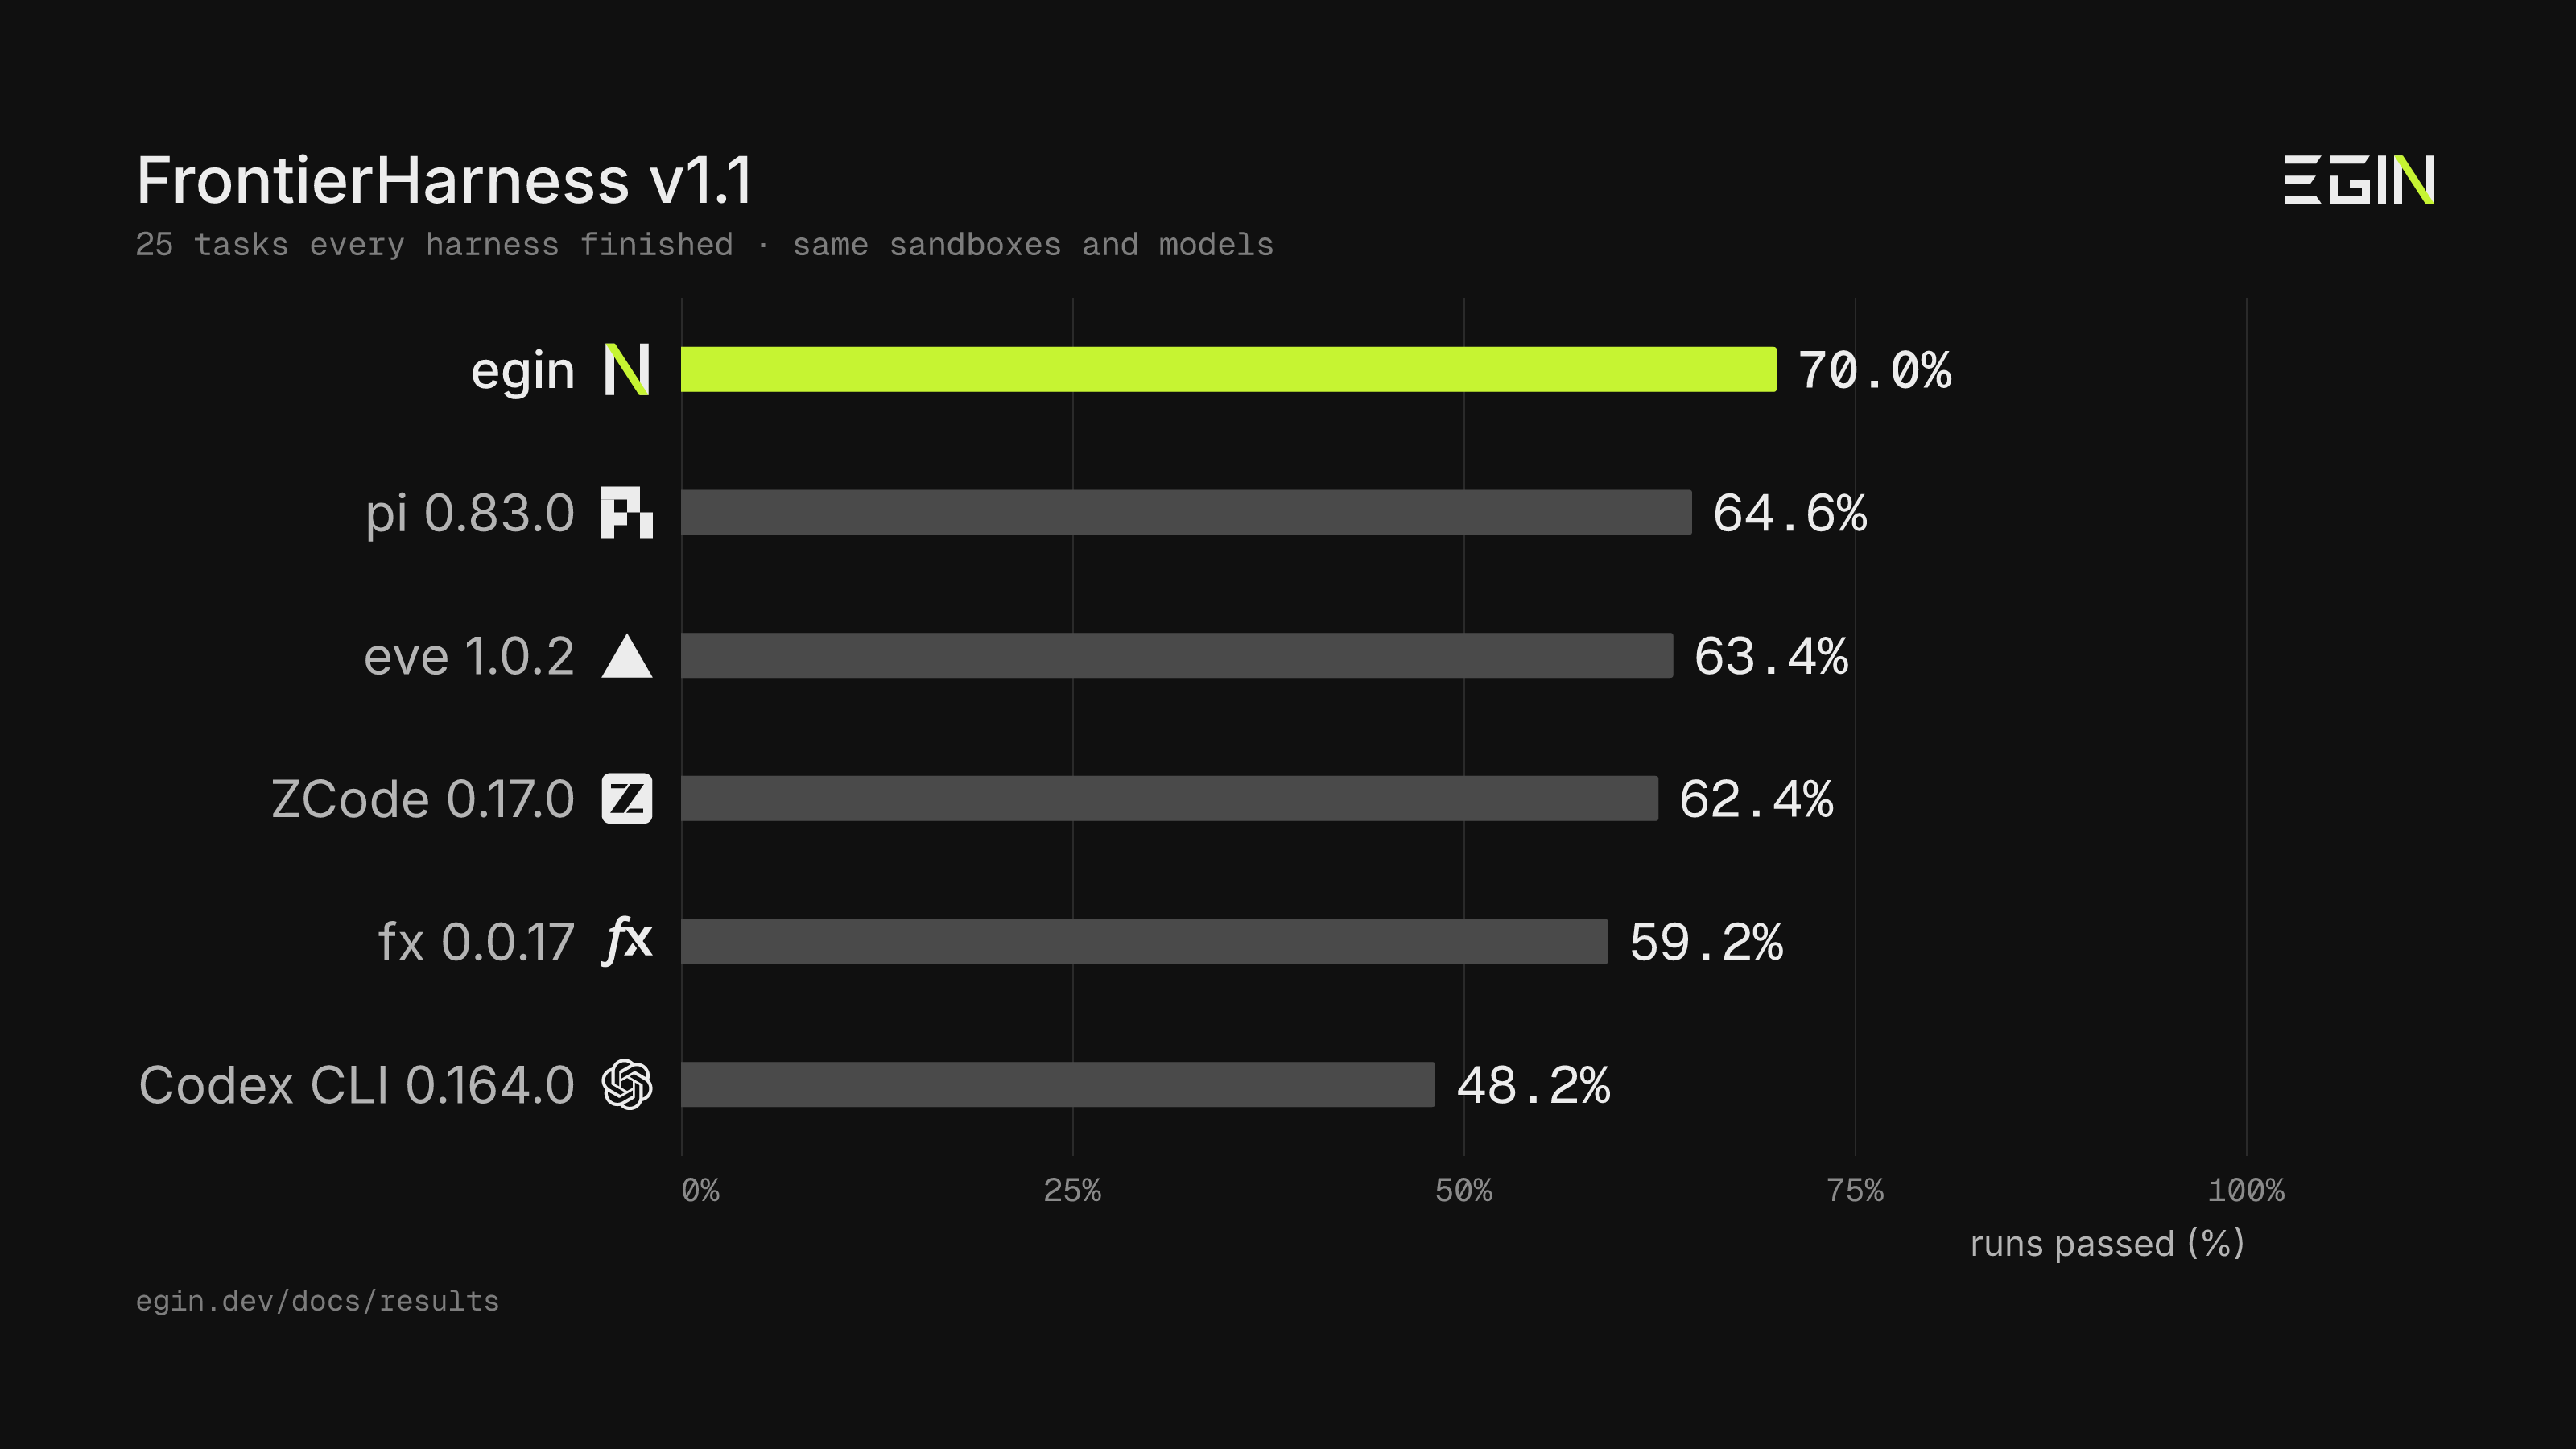 FrontierHarness v1.1
EGIN
25 tasks every harness finished · same sandboxes and models
egin 70.0%
pi 0.83.0 64.6%
eve 1.0.2 63.4%
ZCode 0.17.0 62.4%
fx 0.0.17 fx 59.2%
Codex CLI 0.164.0 48.2%
0% 25% 50% 75% 100%
runs passed (%)
egin.dev/docs/results